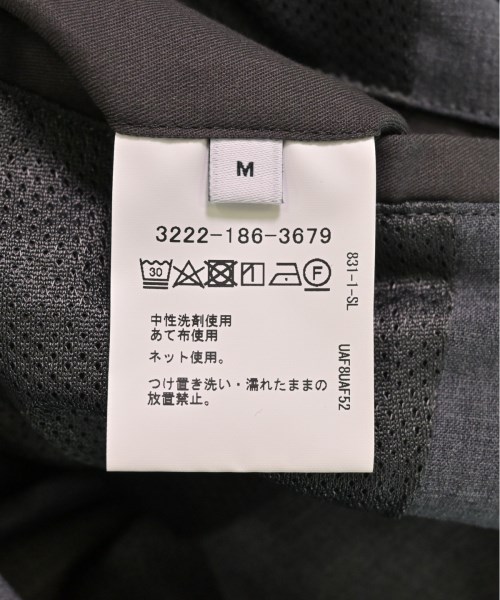 M
3222-186-3679
30
F
中性洗剤使用
あて布使用
ネット使用。
つけ置き洗い・濡れたままの
放置禁止。
831-1-SL
UAF8UAF52